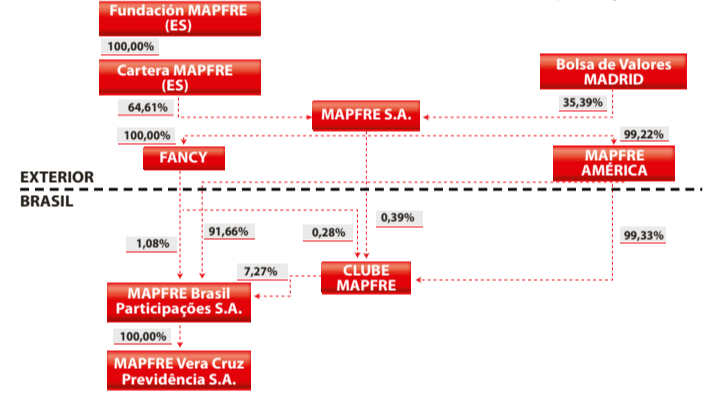 Fundación MAPFRE
(ES)
100,00%
Cartera MAPFRE
(ES)
Bolsa de Valores
MADRID
64,61%
35,39%
MAPFRE S.A.
100,00%
99,22%
FANCY
MAPFRE
AMÉRICA
EXTERIOR
BRASIL
0,39%
91,66%
0,28%
99,33%
1,08%
7,27%
CLUBE
MAPFRE
MAPFRE Brasil
Participações S.A.
100,00%
MAPFRE Vera Cruz
Previdência S.A.